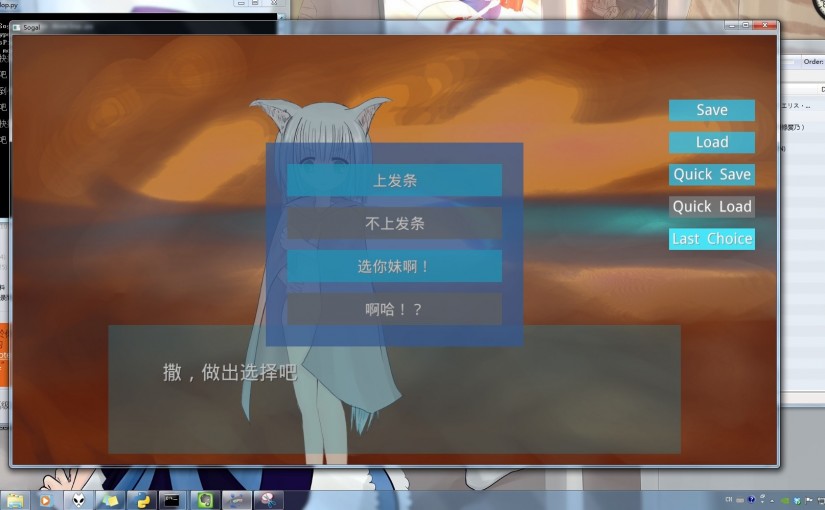 Sogal
Order:
Save
Load
Quick Save
Quick Load
Last Choice
上发条
不上发条
选你妹啊！
啊哈！？
撒，做出选择吧